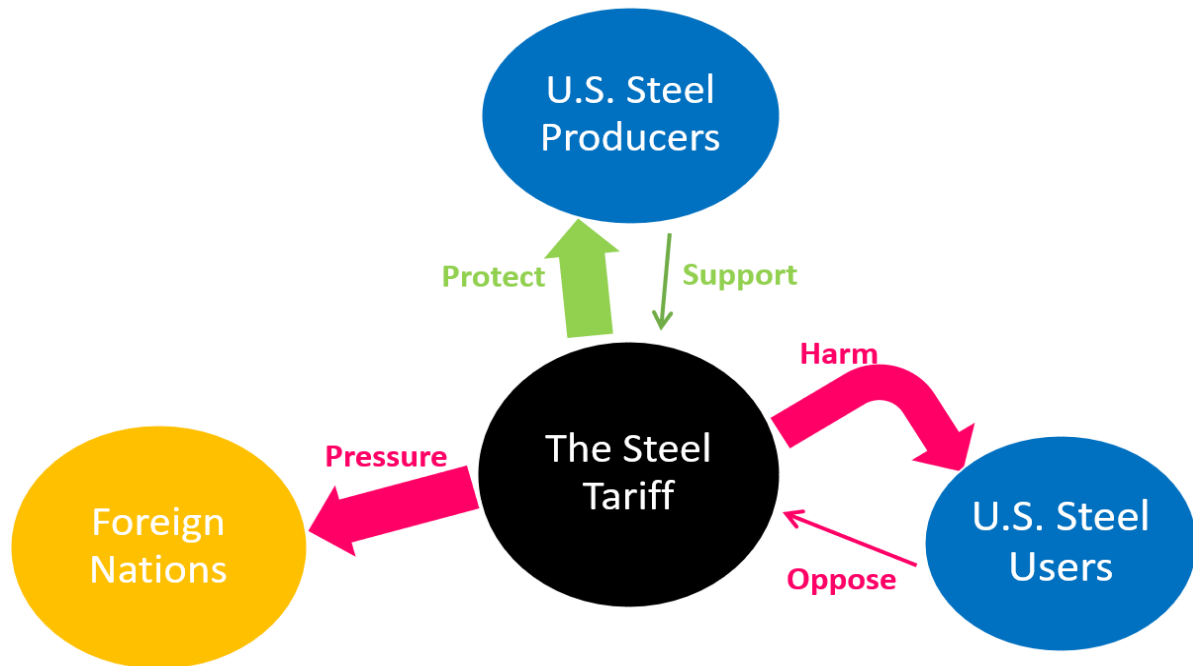 U.S. Steel
Producers
Protect
Support
Harm
The Steel
Tariff
Pressure
Foreign
Nations
U.S. Steel
Users
Oppose